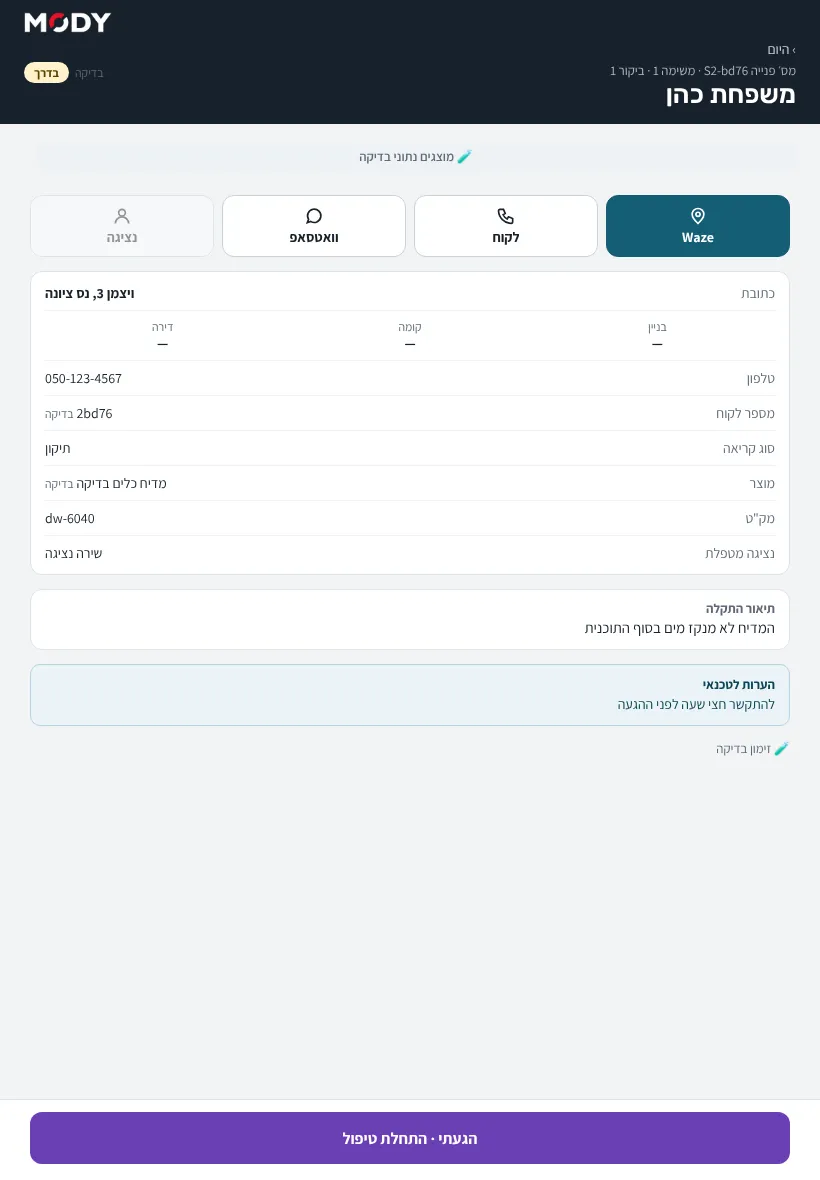 MODY
› היום
מס׳ פנייה S2-bd76 · משימה 1 · ביקור 1
משפחת כהן
בדיקה בדרך
🧪 מוצגים נתוני בדיקה
Waze
לקוח
וואטסאפ
נציגה
כתובת ויצמן 3, נס ציונה
בניין קומה דירה
— — —
טלפון 050-123-4567
מספר לקוח 2bd76 בדיקה
סוג קריאה תיקון
מוצר מדיח כלים בדיקה בדיקה
מק"ט dw-6040
נציגה מטפלת שירה נציגה
תיאור התקלה
המדיח לא מנקז מים בסוף התוכנית
הערות לטכנאי
להתקשר חצי שעה לפני ההגעה
🧪 זימון בדיקה
הגעתי · התחלת טיפול